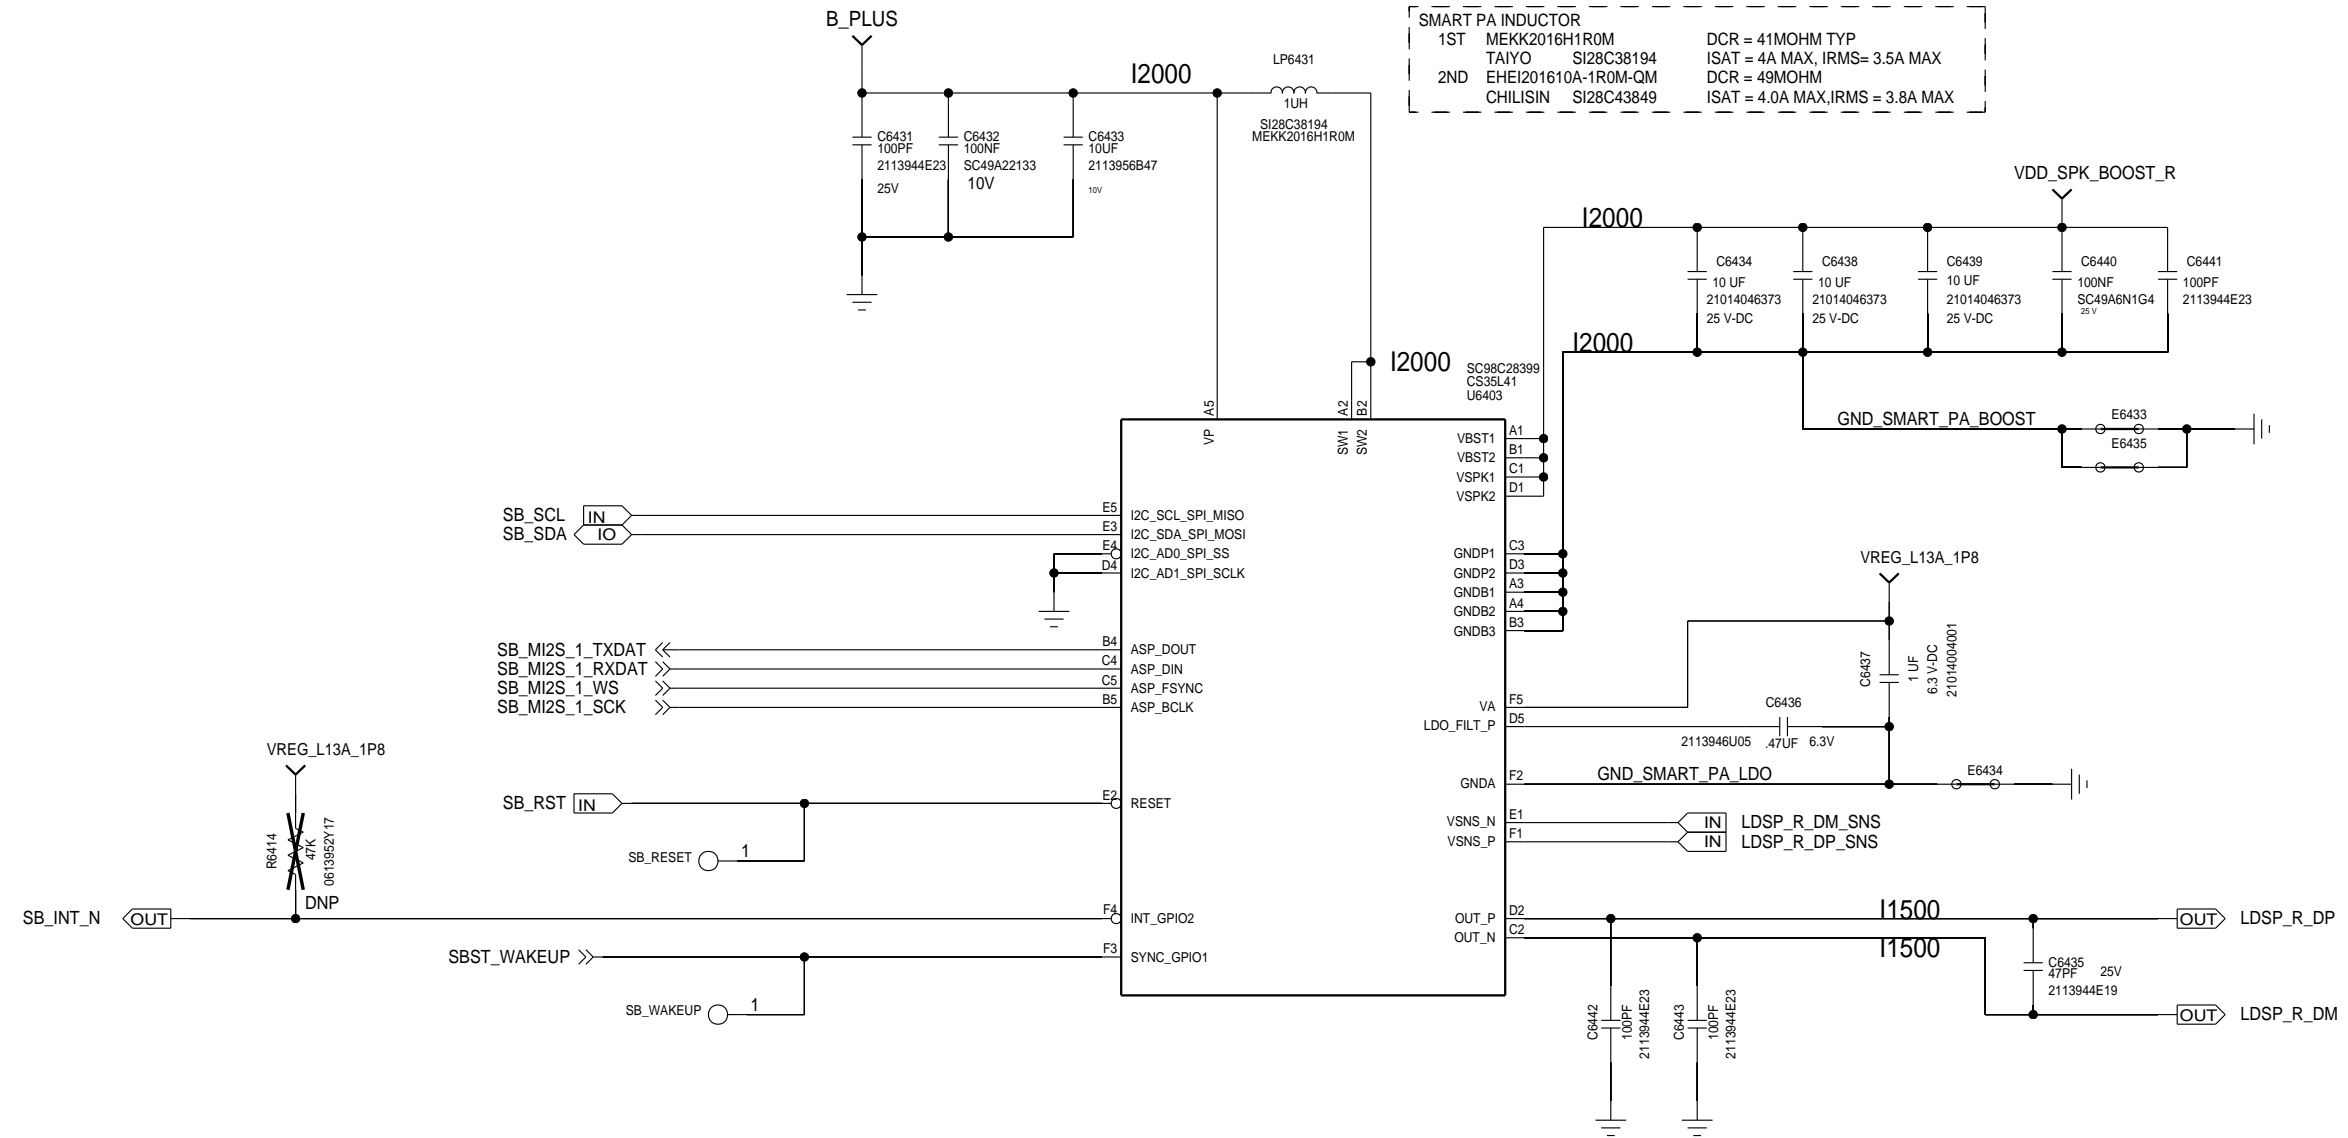 B_PLUS
I2000
LP6431
1UH
SI28C38194
MEKK2016H1R0M
SMART PA INDUCTOR
1ST MEKK2016H1R0M DCR = 41MOHM TYP
TAIYO SI28C38194 ISAT = 4A MAX, IRMS= 3.5A MAX
2ND EHEI201610A-1R0M-QM DCR = 49MOHM
CHILISIN SI28C43849 ISAT = 4.0A MAX,IRMS = 3.8A MAX
C6431
100PF
2113944E23
25V
C6432
100NF
SC49A22133
10V
C6433
10UF
2113956B47
10V
VDD_SPK_BOOST_R
I2000
C6434
10 UF
21014046373
25 V-DC
C6438
10 UF
21014046373
25 V-DC
C6439
10 UF
21014046373
25 V-DC
C6440
100NF
SC49A6N1G4
25 V
C6441
100PF
2113944E23
I2000
I2000
SC98C28399
CS35L41
U6403
GND_SMART_PA_BOOST
E6433
E6435
A5
VP
A2
SW1
B2
SW2
VBST1 A1
VBST2 B1
VSPK1 C1
VSPK2 D1
SB_SCL IN E5 I2C_SCL_SPI_MISO
SB_SDA IO E3 I2C_SDA_SPI_MOSI
E4 I2C_AD0_SPI_SS
D4 I2C_AD1_SPI_SCLK
GNDP1 C3
GNDP2 D3
GNDB1 A3
GNDB2 A4
GNDB3 B3
VREG_L13A_1P8
C6437
1 UF
6.3 V-DC
21014004001
SB_MI2S_1_TXDAT B4 ASP_DOUT
SB_MI2S_1_RXDAT C4 ASP_DIN
SB_MI2S_1_WS C5 ASP_FSYNC
SB_MI2S_1_SCK B5 ASP_BCLK
VA F5
LDO_FILT_P D5
C6436
2113946U05 .47UF 6.3V
VREG_L13A_1P8
R6414
47K
0613952Y17
DNP
GNDA F2 GND_SMART_PA_LDO
E6434
SB_RST IN E2 RESET
SB_RESET 1
VSNS_N E1 IN LDSP_R_DM_SNS
VSNS_P F1 IN LDSP_R_DP_SNS
SB_INT_N OUT F4 INT_GPIO2
SBST_WAKEUP F3 SYNC_GPIO1
SB_WAKEUP 1
OUT_P D2 I1500 OUT LDSP_R_DP
OUT_N C2 I1500
C6435
47PF 25V
2113944E19
OUT LDSP_R_DM
C6442
100PF
2113944E23
C6443
100PF
2113944E23